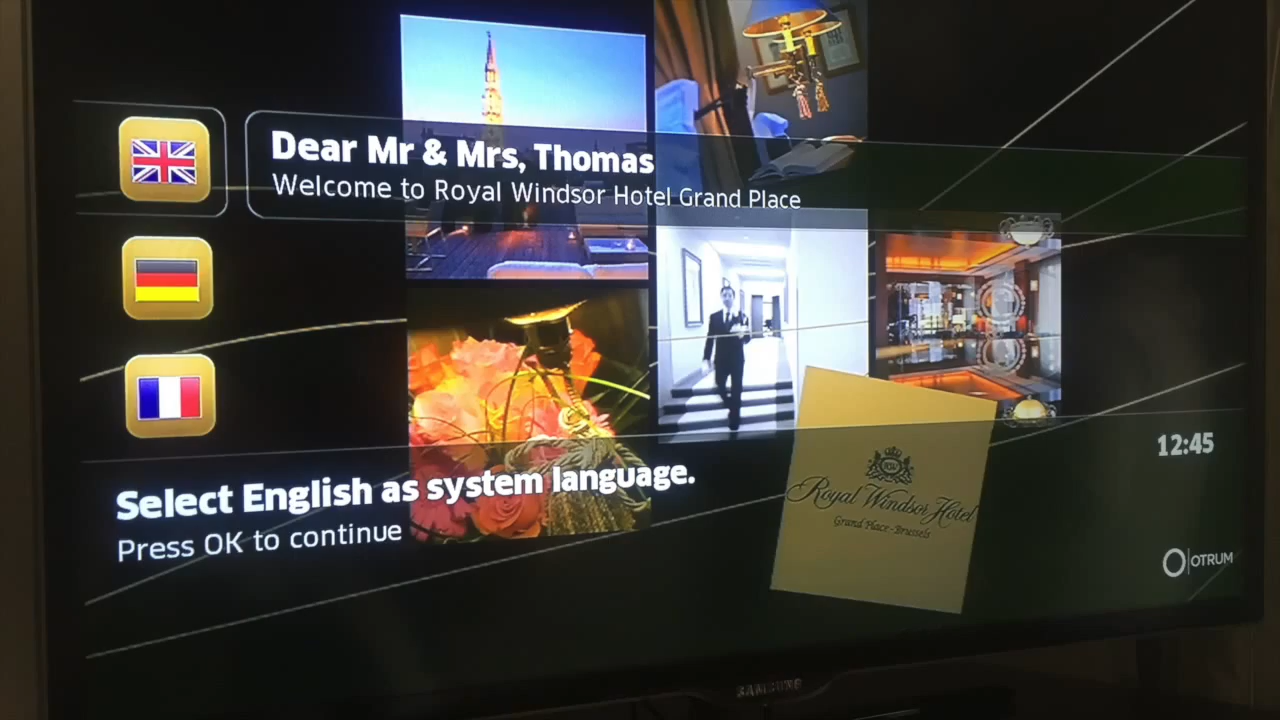 Dear Mr & Mrs, Thomas
Welcome to Royal Windsor Hotel Grand Place
Select English as system language.
Press OK to continue
12:45
RW
Royal Windsor Hotel
Grand Place - Brussels
OTRUM
SAMSUNG